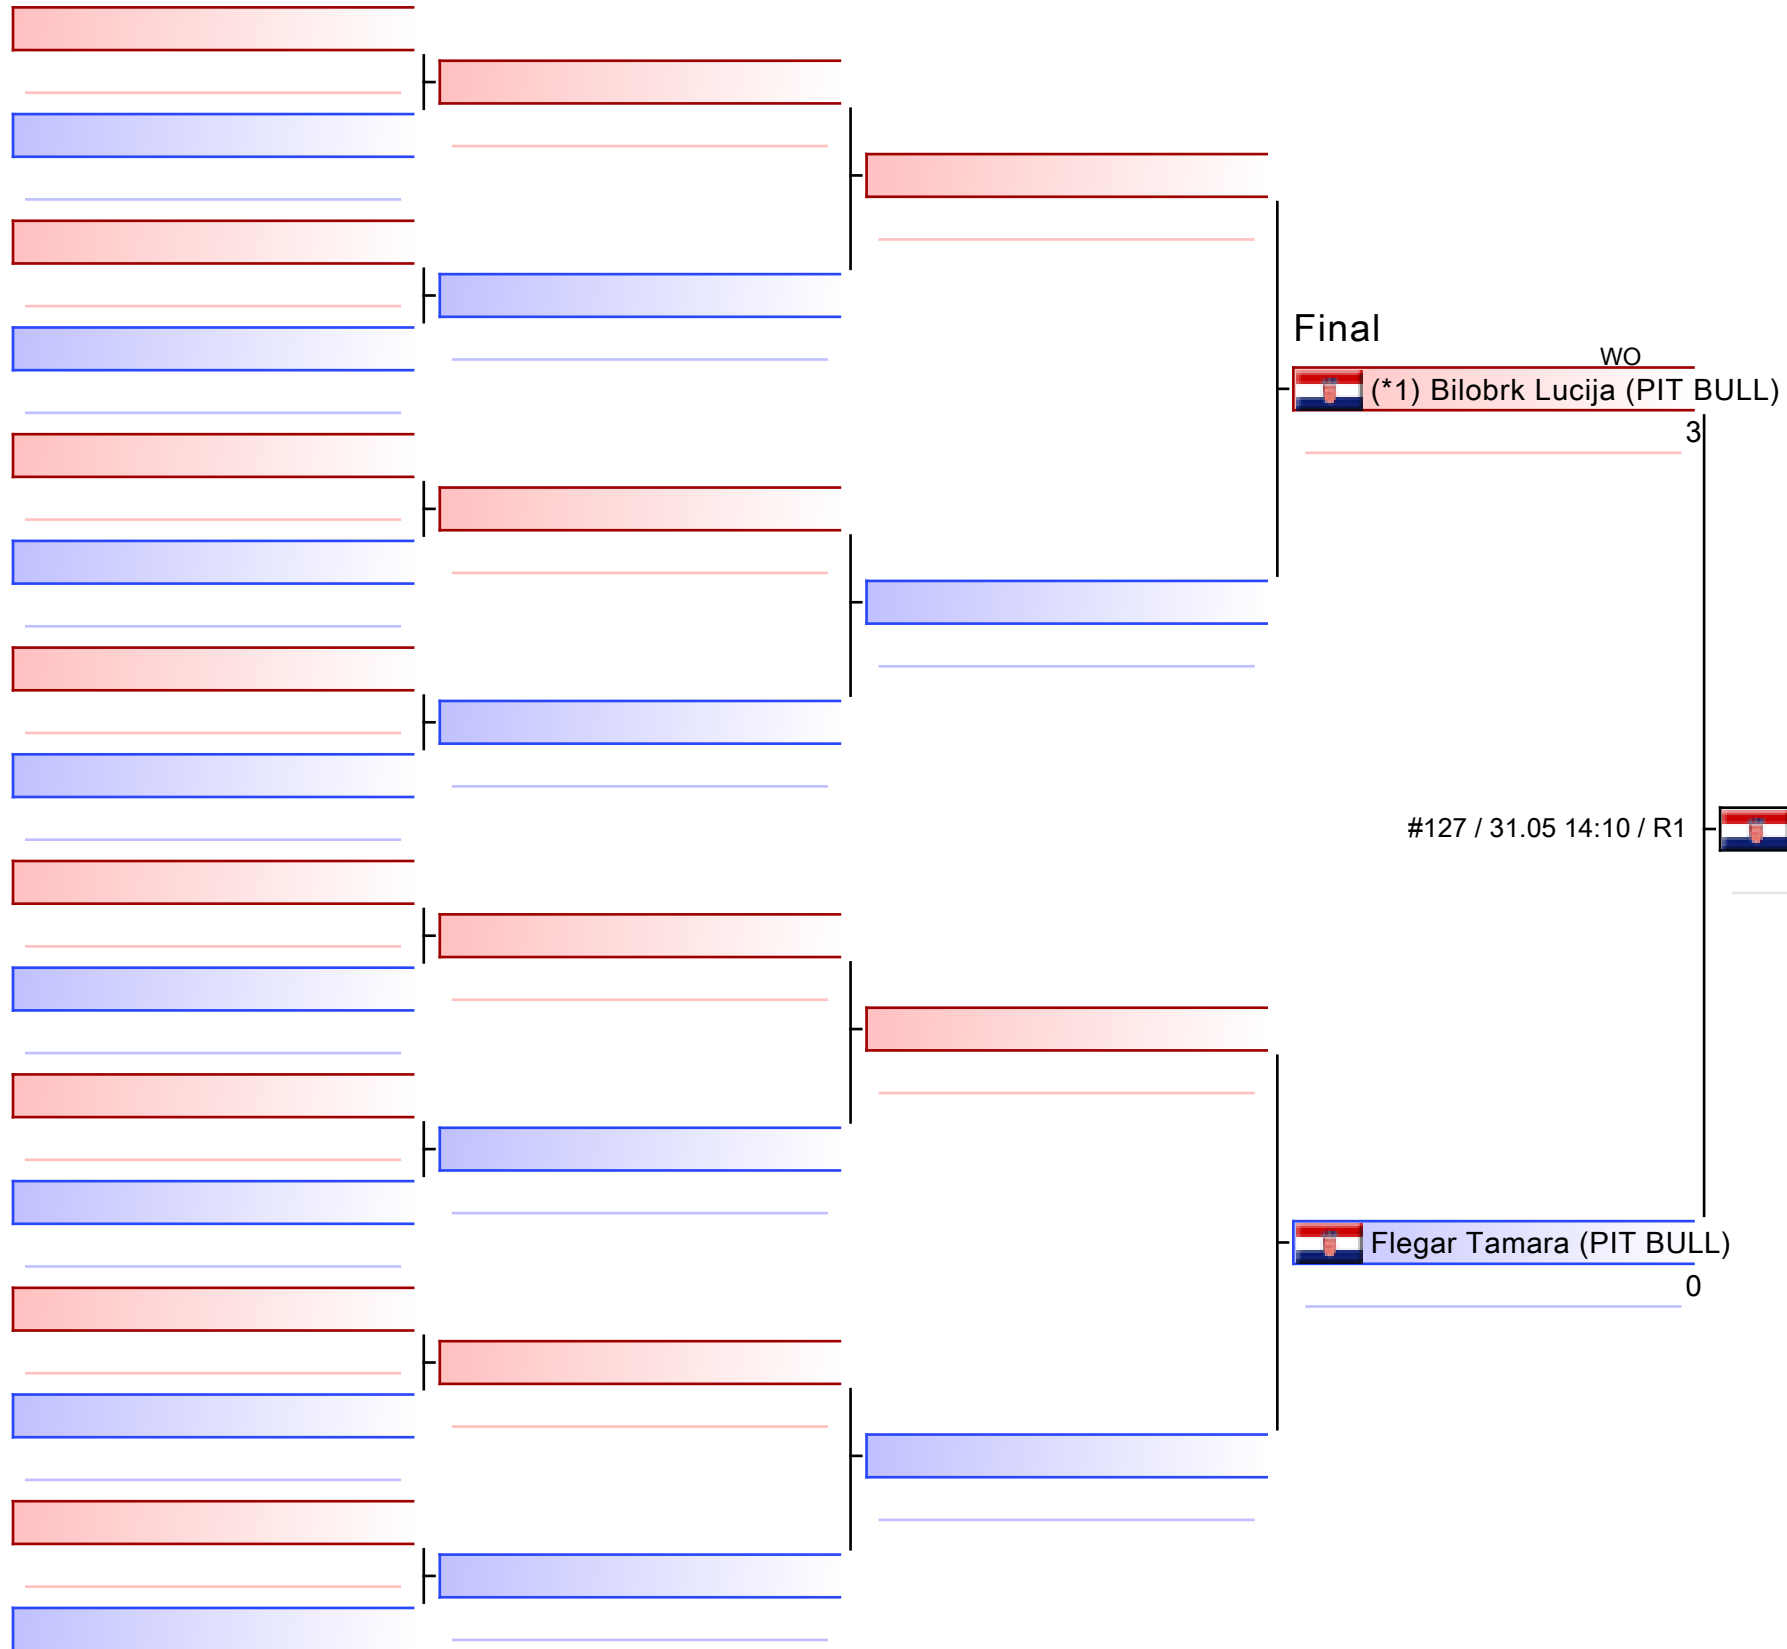 Final
WO
(*1) Bilobrk Lucija (PIT BULL)
3
#127 / 31.05 14:10 / R1
Flegar Tamara (PIT BULL)
0